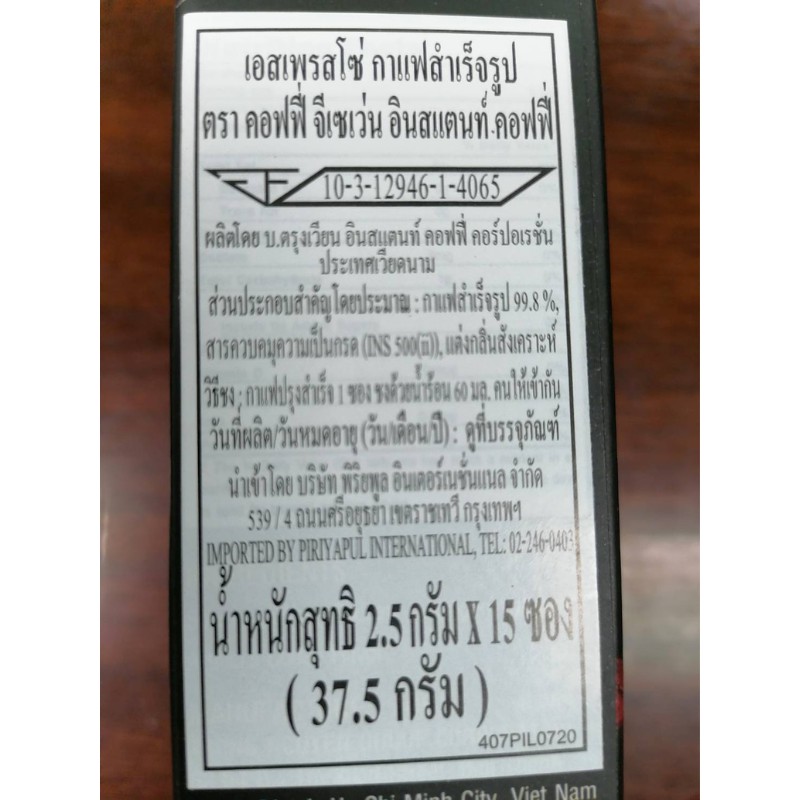 เอสเพรสโซ่ กาแฟสำเร็จรูป
ตรา คอฟฟี่ จีเซเว่น อินสแตนท์ คอฟฟี่
10-3-12946-1-4065
ผลิตโดย บ.ตรุงเวียน อินสแตนท์ คอฟฟี่ คอร์ปอเรชั่น
ประเทศเวียดนาม
ส่วนประกอบสำคัญโดยประมาณ : กาแฟสำเร็จรูป 99.8 %,
สารควบคุมความเป็นกรด (INS 500(ii)), แต่งกลิ่นสังเคราะห์
วิธีชง : กาแฟปรุงสำเร็จ 1 ซอง ชงด้วยน้ำร้อน 60 มล. คนให้เข้ากัน
วันที่ผลิต/วันหมดอายุ (วัน/เดือน/ปี) : ดูที่บรรจุภัณฑ์
นำเข้าโดย บริษัท พิริยพูล อินเตอร์เนชั่นแนล จำกัด
539 / 4 ถนนศรีอยุธยา เขตราชเทวี กรุงเทพฯ
IMPORTED BY PIRIYAPUL INTERNATIONAL, TEL: 02-246-0403
น้ำหนักสุทธิ 2.5 กรัม X 15 ซอง
( 37.5 กรัม )
407PIL0720
Chi Minh City, Viet Nam